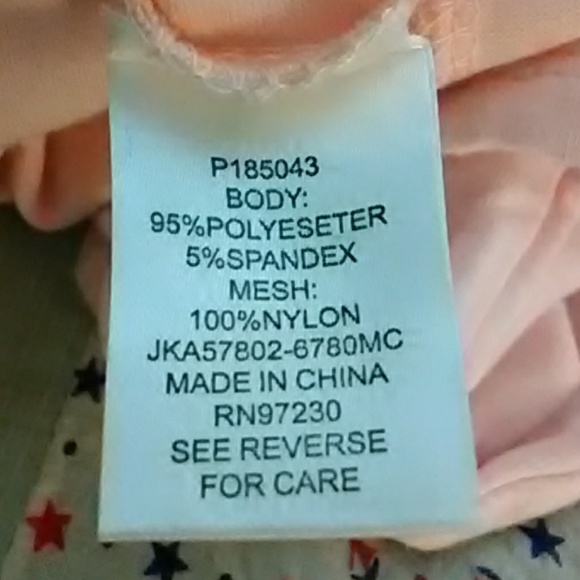 P185043
BODY:
95%POLYESETER
5%SPANDEX
MESH:
100%NYLON
JKA57802-6780MC
MADE IN CHINA
RN97230
SEE REVERSE
FOR CARE